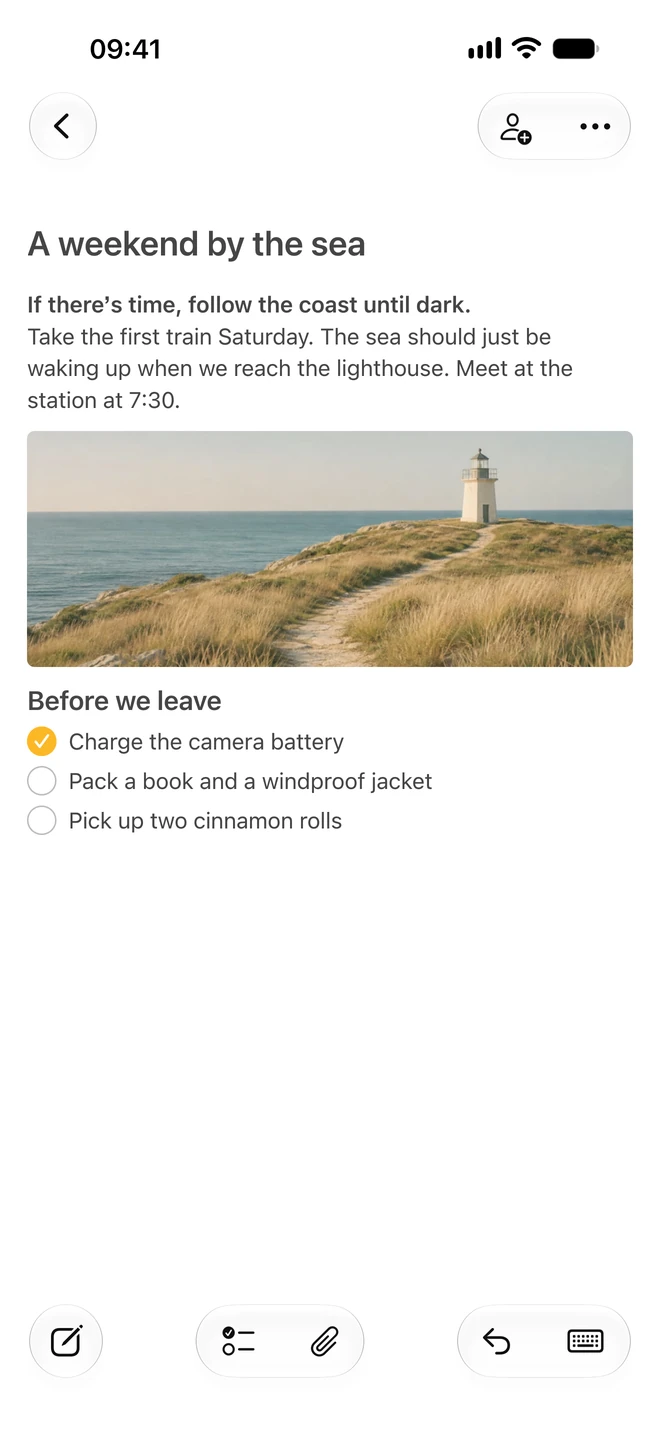 09:41
A weekend by the sea
If there’s time, follow the coast until dark.
Take the first train Saturday. The sea should just be
waking up when we reach the lighthouse. Meet at the
station at 7:30.
Before we leave
Charge the camera battery
Pack a book and a windproof jacket
Pick up two cinnamon rolls